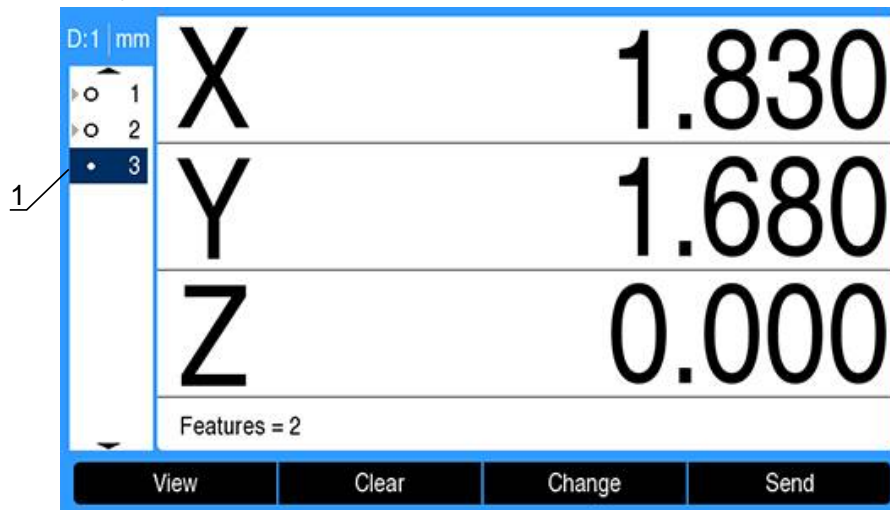 D:1 mm
X 1.830
1
2
3
1
Y 1.680
Z 0.000
Features = 2
View Clear Change Send